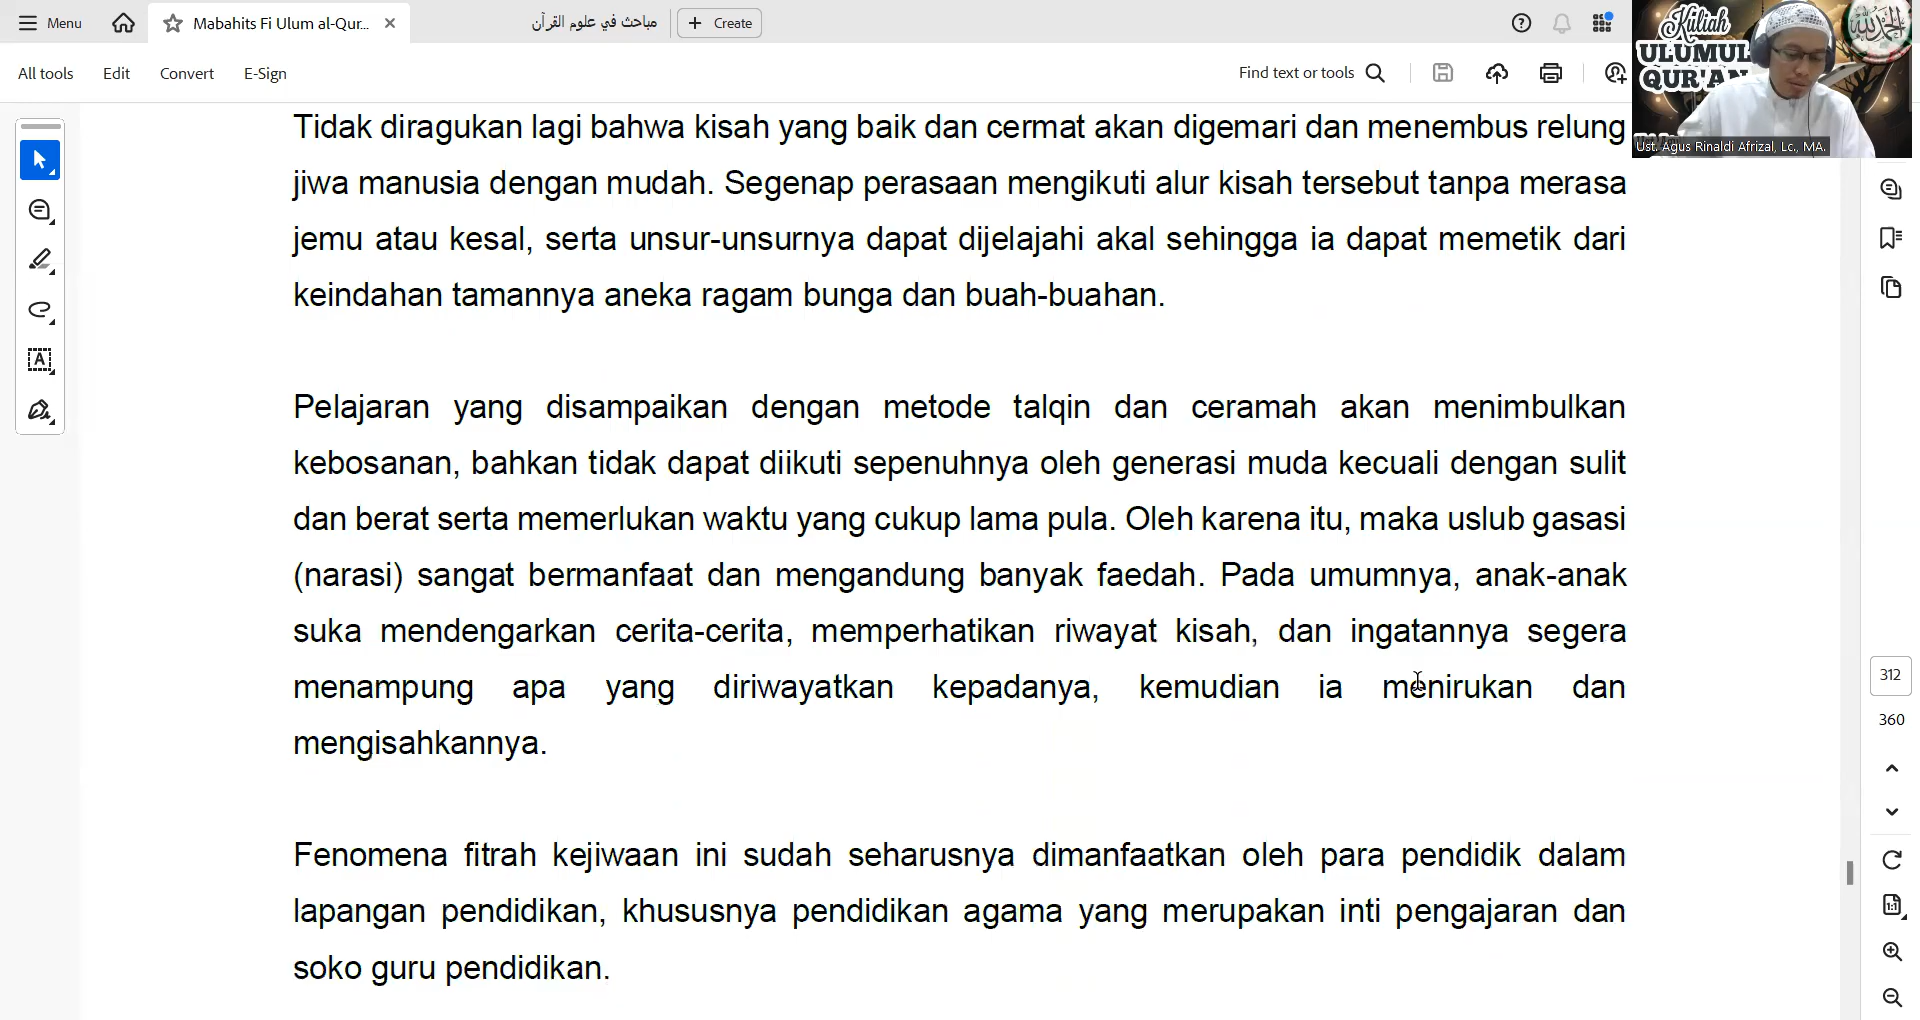 Menu
Mabahits Fi Ulum al-Qur...
مباحث في علوم القرآن
Create
All tools
Edit
Convert
E-Sign
Find text or tools
Kuliah
ULUMUL
QUR'AN
Ust. Agus Rinaldi Afrizal, Lc., MA.
Tidak diragukan lagi bahwa kisah yang baik dan cermat akan digemari dan menembus relung
jiwa manusia dengan mudah. Segenap perasaan mengikuti alur kisah tersebut tanpa merasa
jemu atau kesal, serta unsur-unsurnya dapat dijelajahi akal sehingga ia dapat memetik dari
keindahan tamannya aneka ragam bunga dan buah-buahan.
Pelajaran yang disampaikan dengan metode talqin dan ceramah akan menimbulkan
kebosanan, bahkan tidak dapat diikuti sepenuhnya oleh generasi muda kecuali dengan sulit
dan berat serta memerlukan waktu yang cukup lama pula. Oleh karena itu, maka uslub gasasi
(narasi) sangat bermanfaat dan mengandung banyak faedah. Pada umumnya, anak-anak
suka mendengarkan cerita-cerita, memperhatikan riwayat kisah, dan ingatannya segera
menampung apa yang diriwayatkan kepadanya, kemudian ia menirukan dan
mengisahkannya.
Fenomena fitrah kejiwaan ini sudah seharusnya dimanfaatkan oleh para pendidik dalam
lapangan pendidikan, khususnya pendidikan agama yang merupakan inti pengajaran dan
soko guru pendidikan.
312
360